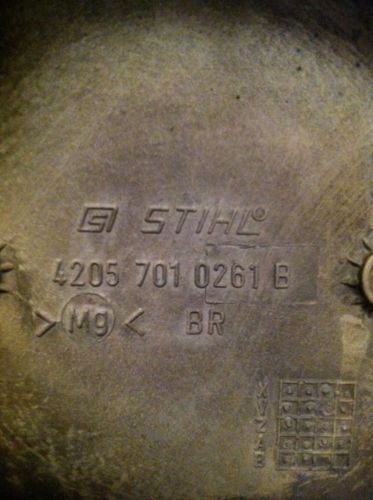 STIHL®
4205 701 0261 B
>Mg< BR
X
Y
Z